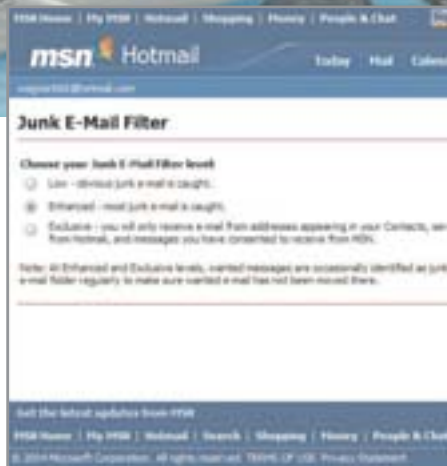 MSN Home | My MSN | Hotmail | Shopping | Money | People & Chat
msn Hotmail
Today Mail Calen
Junk E-Mail Filter
Choose your Junk E-Mail Filter level:
Low - obvious junk e-mail is caught.
Enhanced - most junk e-mail is caught.
Exclusive - you will only receive e-mail from addresses appearing in your Contacts, ser
from Hotmail, and messages you have consented to receive from MSN.
Note: At Enhanced and Exclusive levels, wanted messages are occasionally identified as junk
e-mail folder regularly to make sure wanted e-mail has not been moved there.
Get the latest updates from MSN
MSN Home | My MSN | Hotmail | Search | Shopping | Money | People & Chat
© 2004 Microsoft Corporation. All rights reserved. TERMS OF USE Privacy Statement